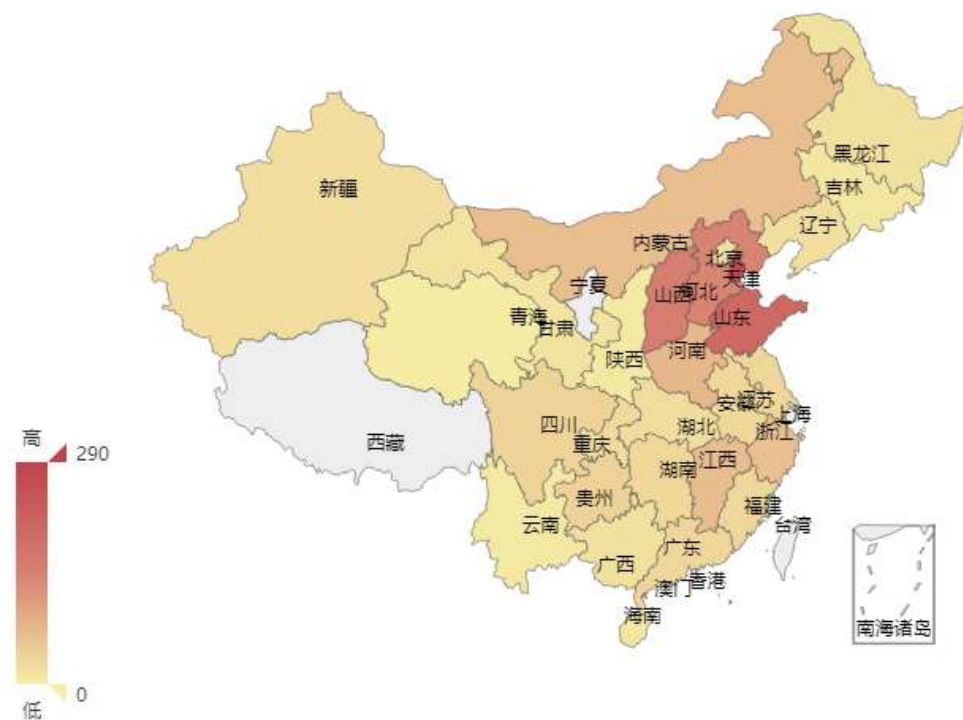 黑龙江
新疆
吉林
辽宁
内蒙古
北京
天津
宁夏
山西
河北
山东
青海
甘肃
河南
陕西
安徽
江苏
上海
四川
湖北
浙江
高
290
西藏
重庆
湖南
江西
贵州
福建
云南
台湾
广东
广西
澳门
香港
海南
南海诸岛
0
低